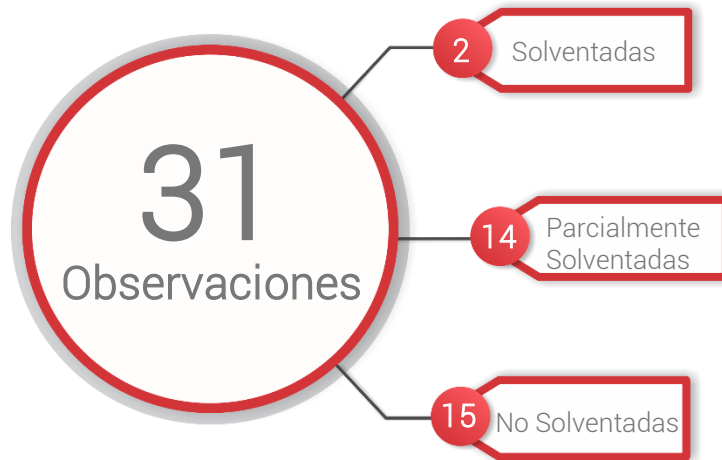 31
Observaciones
2
Solventadas
14
Parcialmente
Solventadas
15
No Solventadas